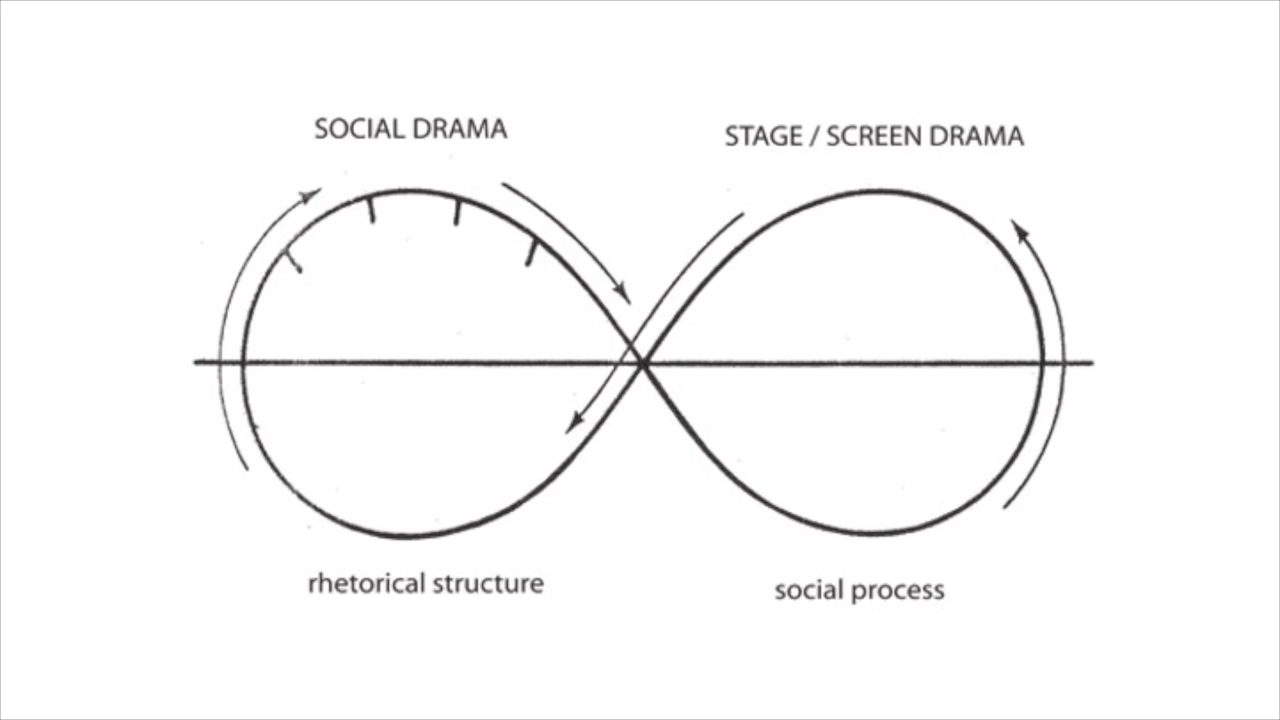 SOCIAL DRAMA
STAGE / SCREEN DRAMA
rhetorical structure
social process